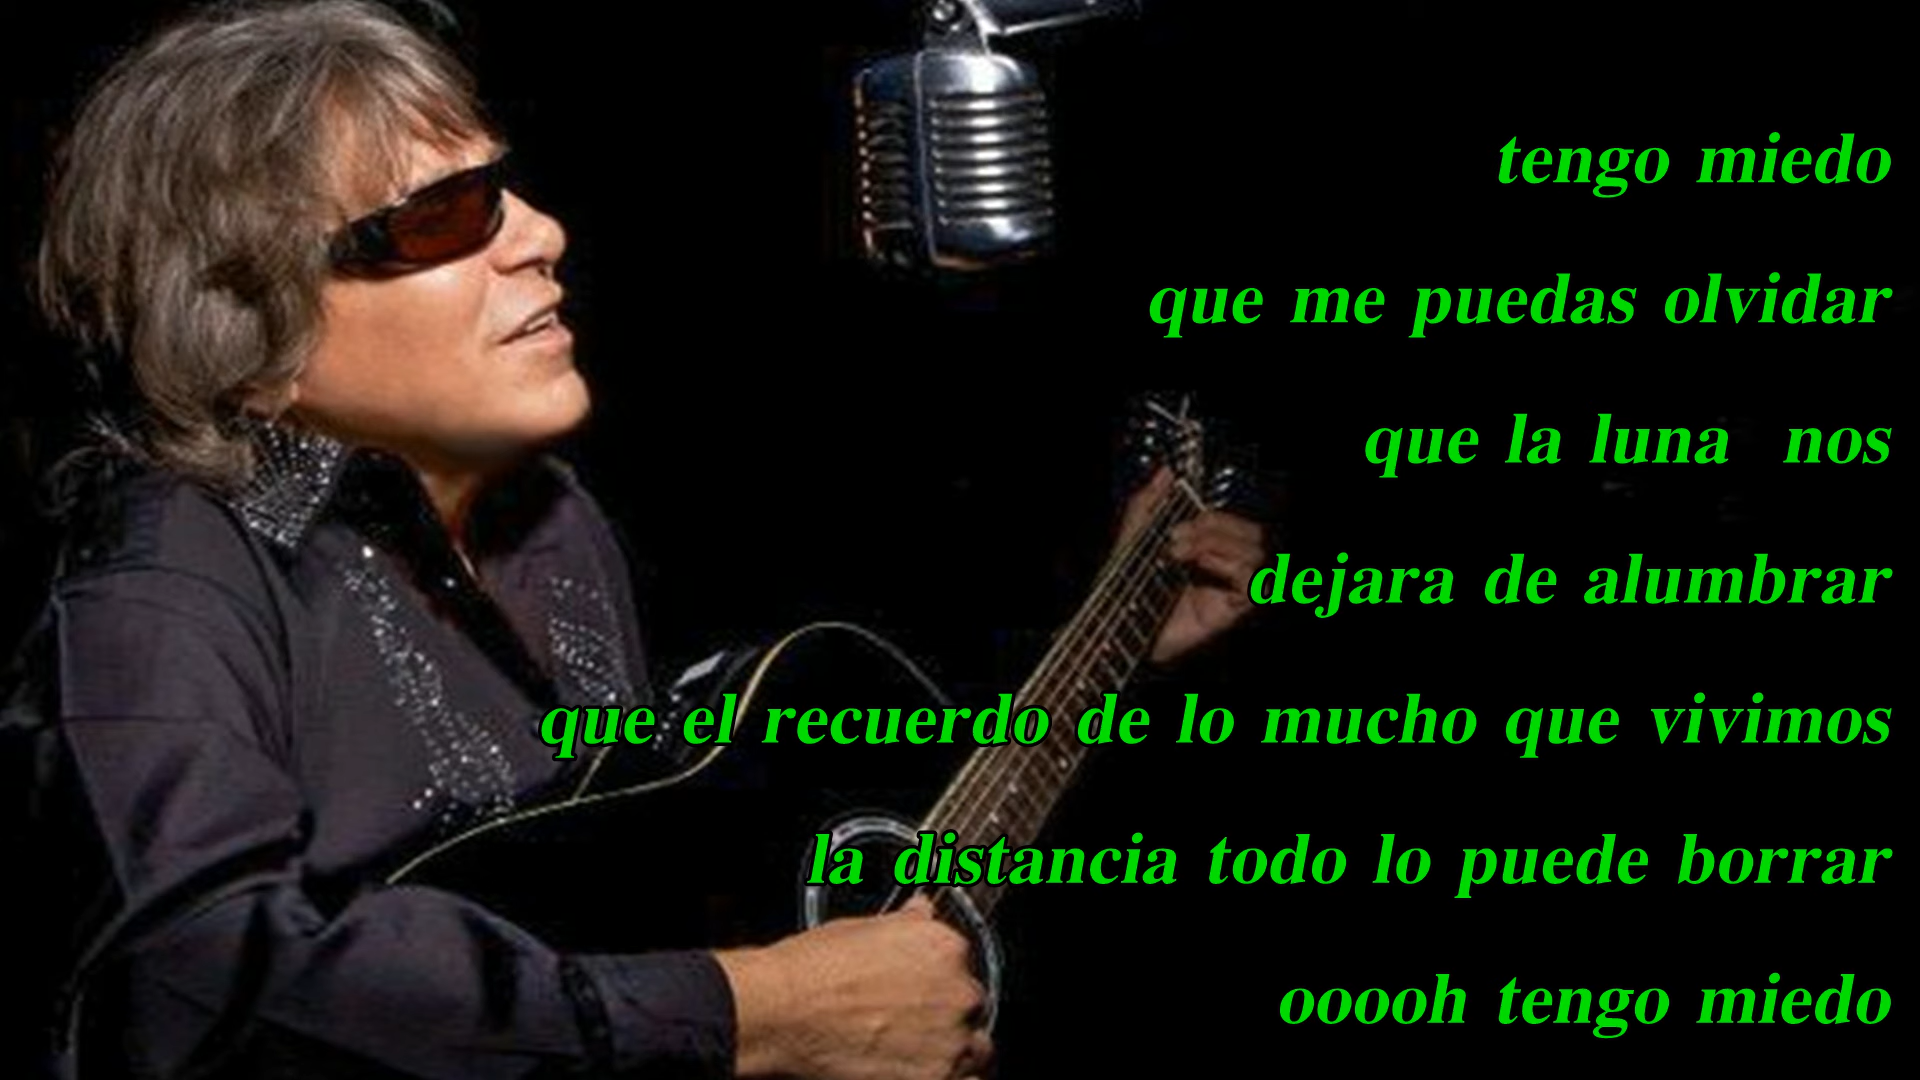 tengo miedo
que me puedas olvidar
que la luna  nos
dejara de alumbrar
que el recuerdo de lo mucho que vivimos
la distancia todo lo puede borrar
ooooh tengo miedo